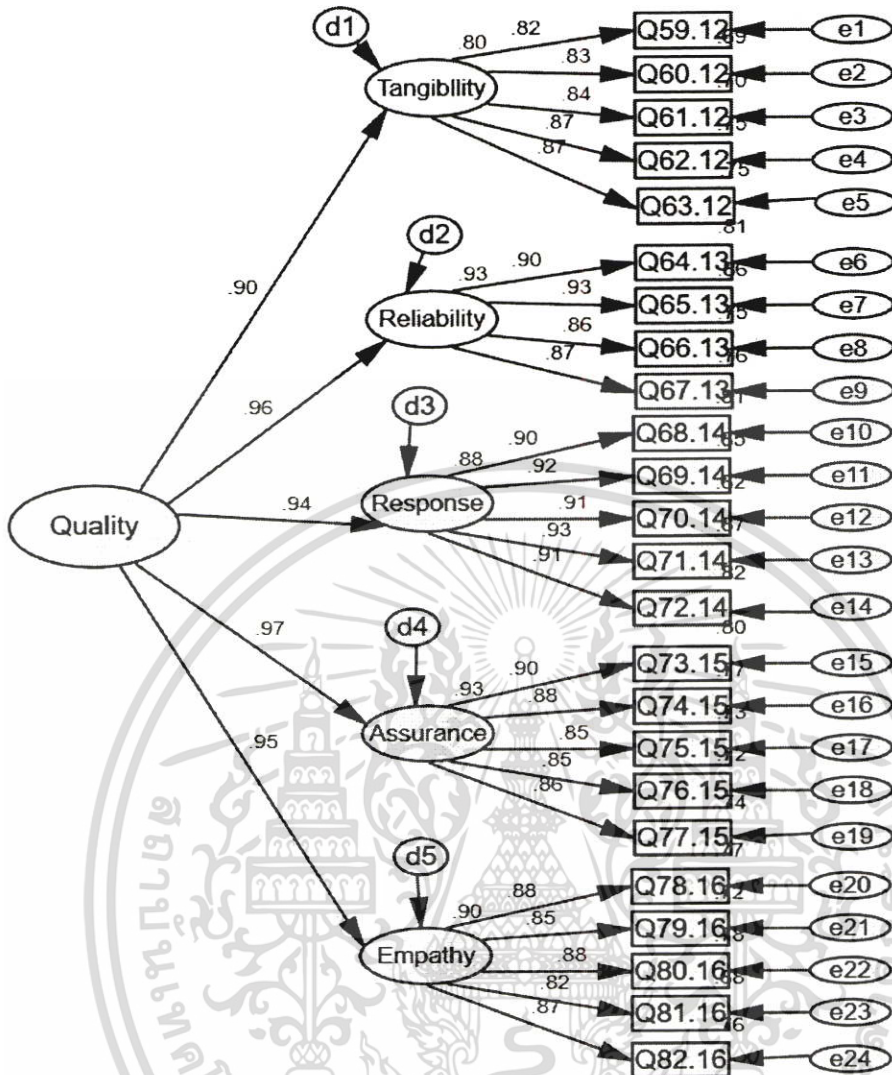 d1
.80
.82
Q59.12
e1
.83
Q60.12
e2
Tangibllity
.84
Q61.12
e3
.87
Q62.12
e4
.87
Q63.12
e5
.81
d2
.90
.93
.90
Q64.13
e6
.93
Q65.13
e7
Reliability
.86
Q66.13
e8
.87
Q67.13
e9
.96
d3
.88
.90
Q68.14
e10
.92
Q69.14
e11
Response
.94
.91
Q70.14
e12
.93
Q71.14
e13
.91
.82
Q72.14
e14
.80
Quality
.97
d4
.93
.90
Q73.15
e15
.88
Q74.15
e16
Assurance
.85
Q75.15
e17
.85
Q76.15
e18
.86
Q77.15
e19
.95
d5
.90
.88
Q78.16
e20
.85
Q79.16
e21
Empathy
.88
Q80.16
e22
.82
Q81.16
e23
.87
Q82.16
e24